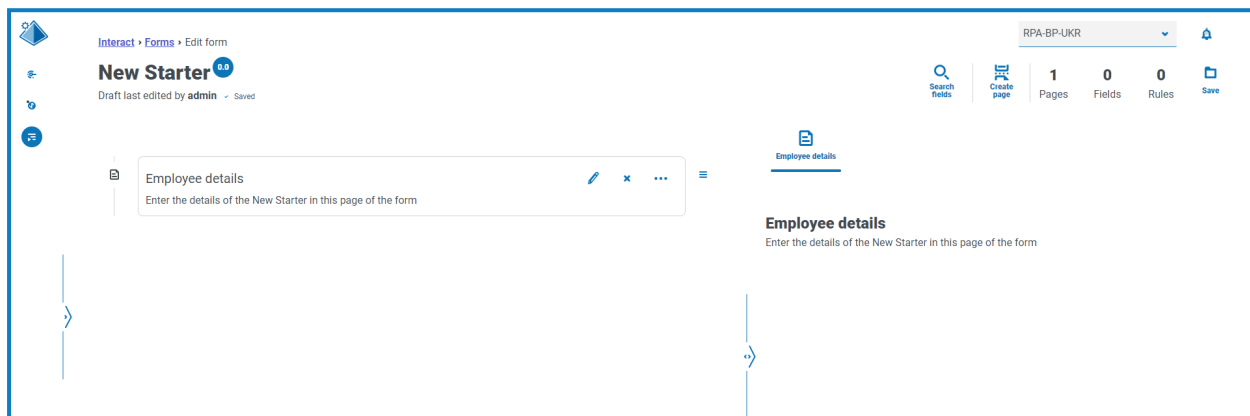 RPA-BP-UKR
Interact › Forms › Edit form
New Starter 0.0
Draft last edited by admin ✓ Saved
Search fields
Create page
1 Pages
0 Fields
0 Rules
Save
Employee details
Enter the details of the New Starter in this page of the form
Employee details
Employee details
Enter the details of the New Starter in this page of the form